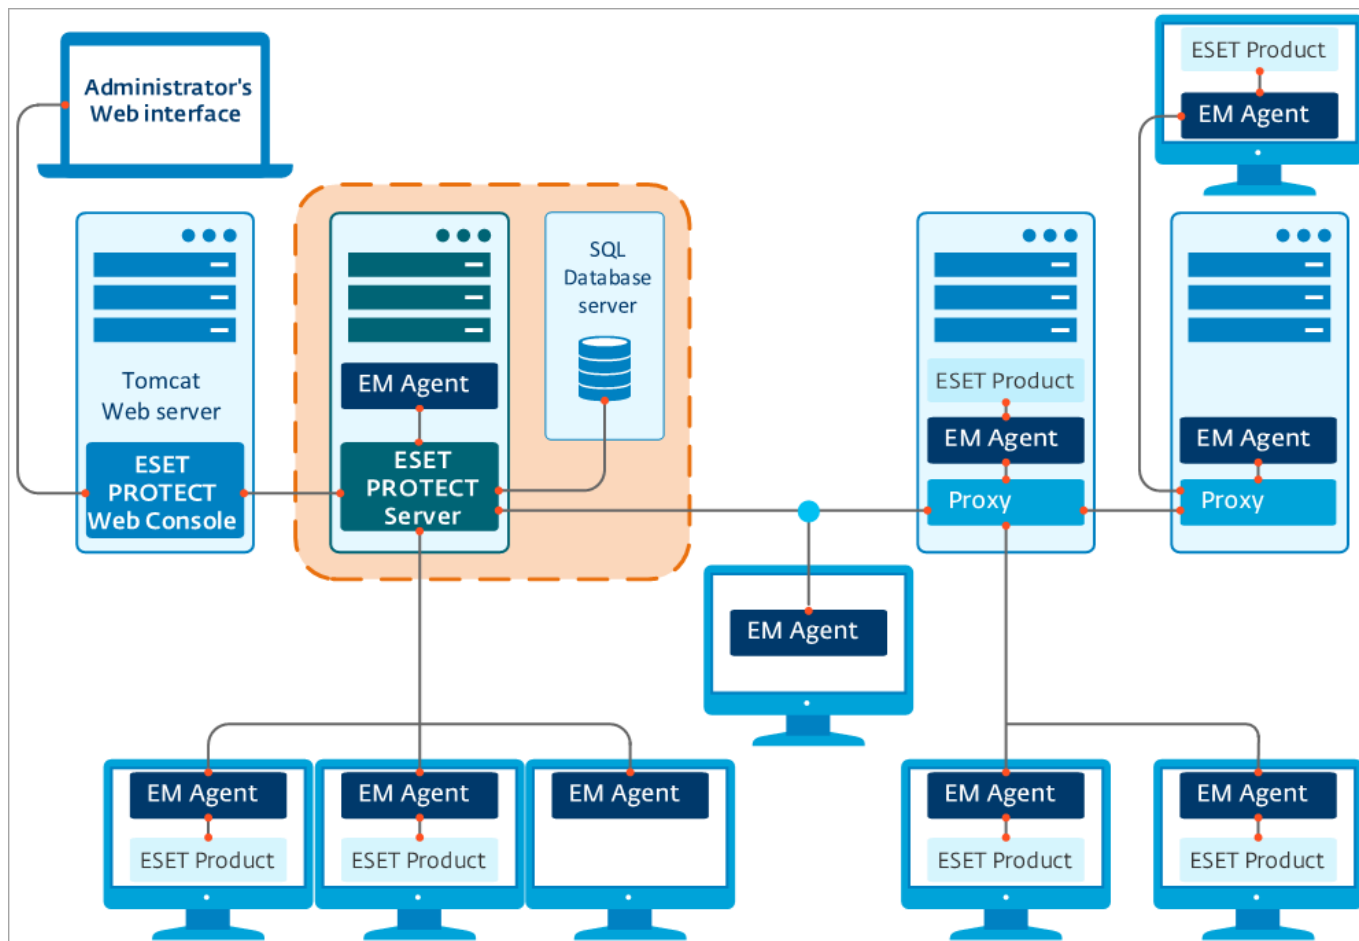 Administrator's
Web interface
ESET Product
EM Agent
Tomcat
Web server
ESET
PROTECT
Web Console
EM Agent
ESET
PROTECT
Server
SQL
Database
server
ESET Product
EM Agent
Proxy
EM Agent
Proxy
EM Agent
EM Agent
ESET Product
EM Agent
ESET Product
EM Agent
EM Agent
ESET Product
EM Agent
ESET Product